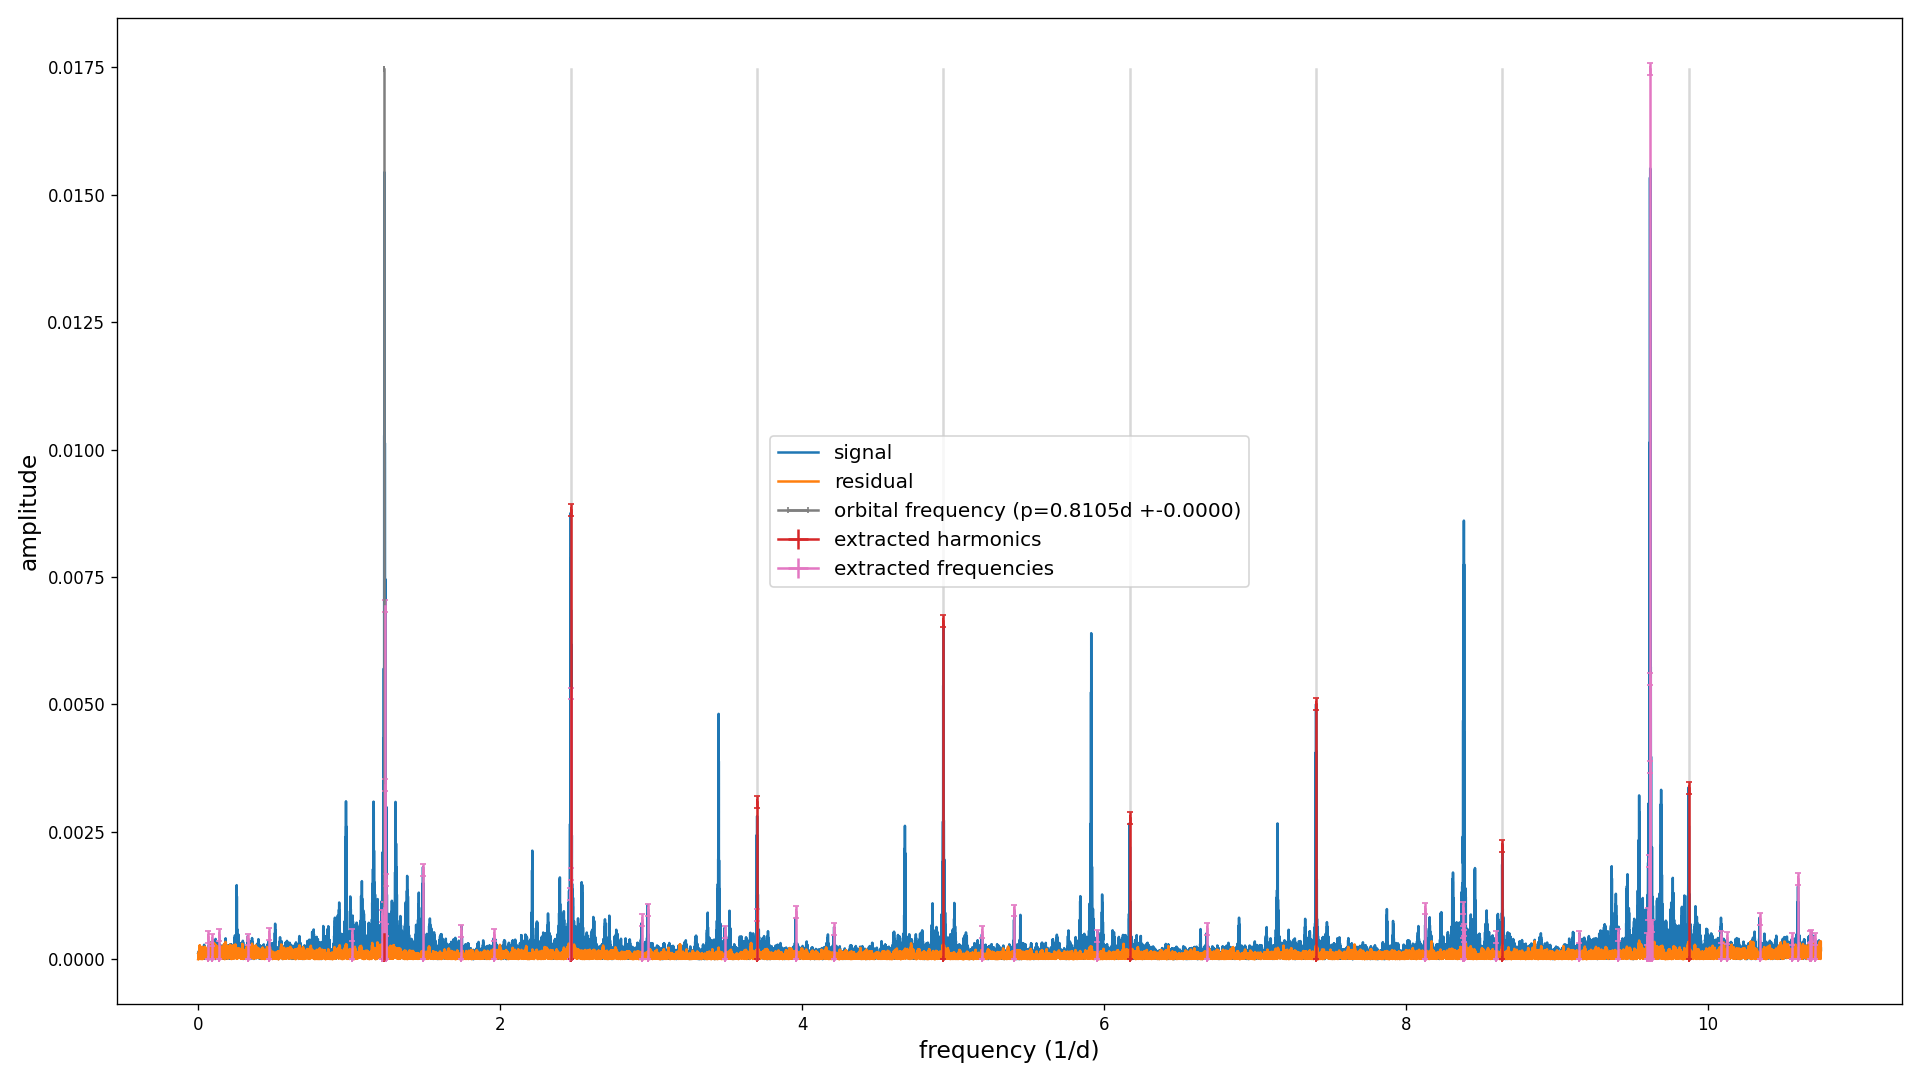 0.0175
0.0150
0.0125
0.0100
0.0075
0.0050
0.0025
0.0000
amplitude
signal
residual
orbital frequency (p=0.8105d +-0.0000)
extracted harmonics
extracted frequencies
0 2 4 6 8 10
frequency (1/d)